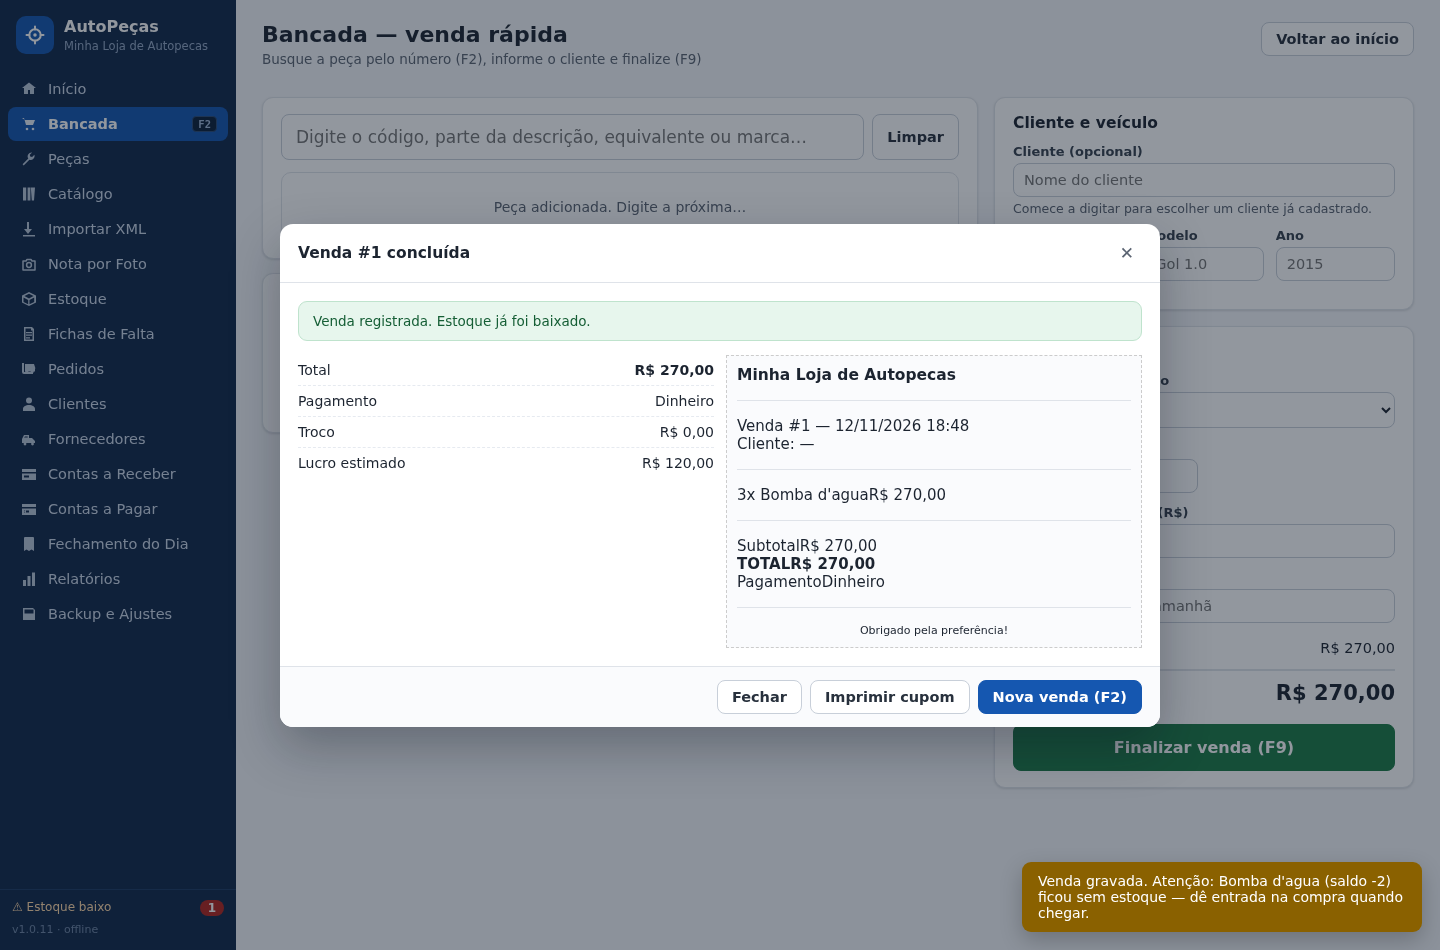 AutoPeças
Minha Loja de Autopecas
Início
Bancada F2
Peças
Catálogo
Importar XML
Nota por Foto
Estoque
Fichas de Falta
Pedidos
Clientes
Fornecedores
Contas a Receber
Contas a Pagar
Fechamento do Dia
Relatórios
Backup e Ajustes
⚠ Estoque baixo 1
v1.0.11 · offline
Bancada — venda rápida
Busque a peça pelo número (F2), informe o cliente e finalize (F9)
Voltar ao início
Digite o código, parte da descrição, equivalente ou marca...
Limpar
Peça adicionada. Digite a próxima...
Cliente e veículo
Cliente (opcional)
Nome do cliente
Comece a digitar para escolher um cliente já cadastrado.
odelo Ano
Gol 1.0 2015
Venda #1 concluída
✕
Venda registrada. Estoque já foi baixado.
Total R$ 270,00
Pagamento Dinheiro
Troco R$ 0,00
Lucro estimado R$ 120,00
Minha Loja de Autopecas
Venda #1 — 12/11/2026 18:48
Cliente: —
3x Bomba d'aguaR$ 270,00
SubtotalR$ 270,00
TOTALR$ 270,00
PagamentoDinheiro
Obrigado pela preferência!
Fechar
Imprimir cupom
Nova venda (F2)
o
(R$)
manhã
R$ 270,00
R$ 270,00
Finalizar venda (F9)
Venda gravada. Atenção: Bomba d'agua (saldo -2)
ficou sem estoque — dê entrada na compra quando
chegar.